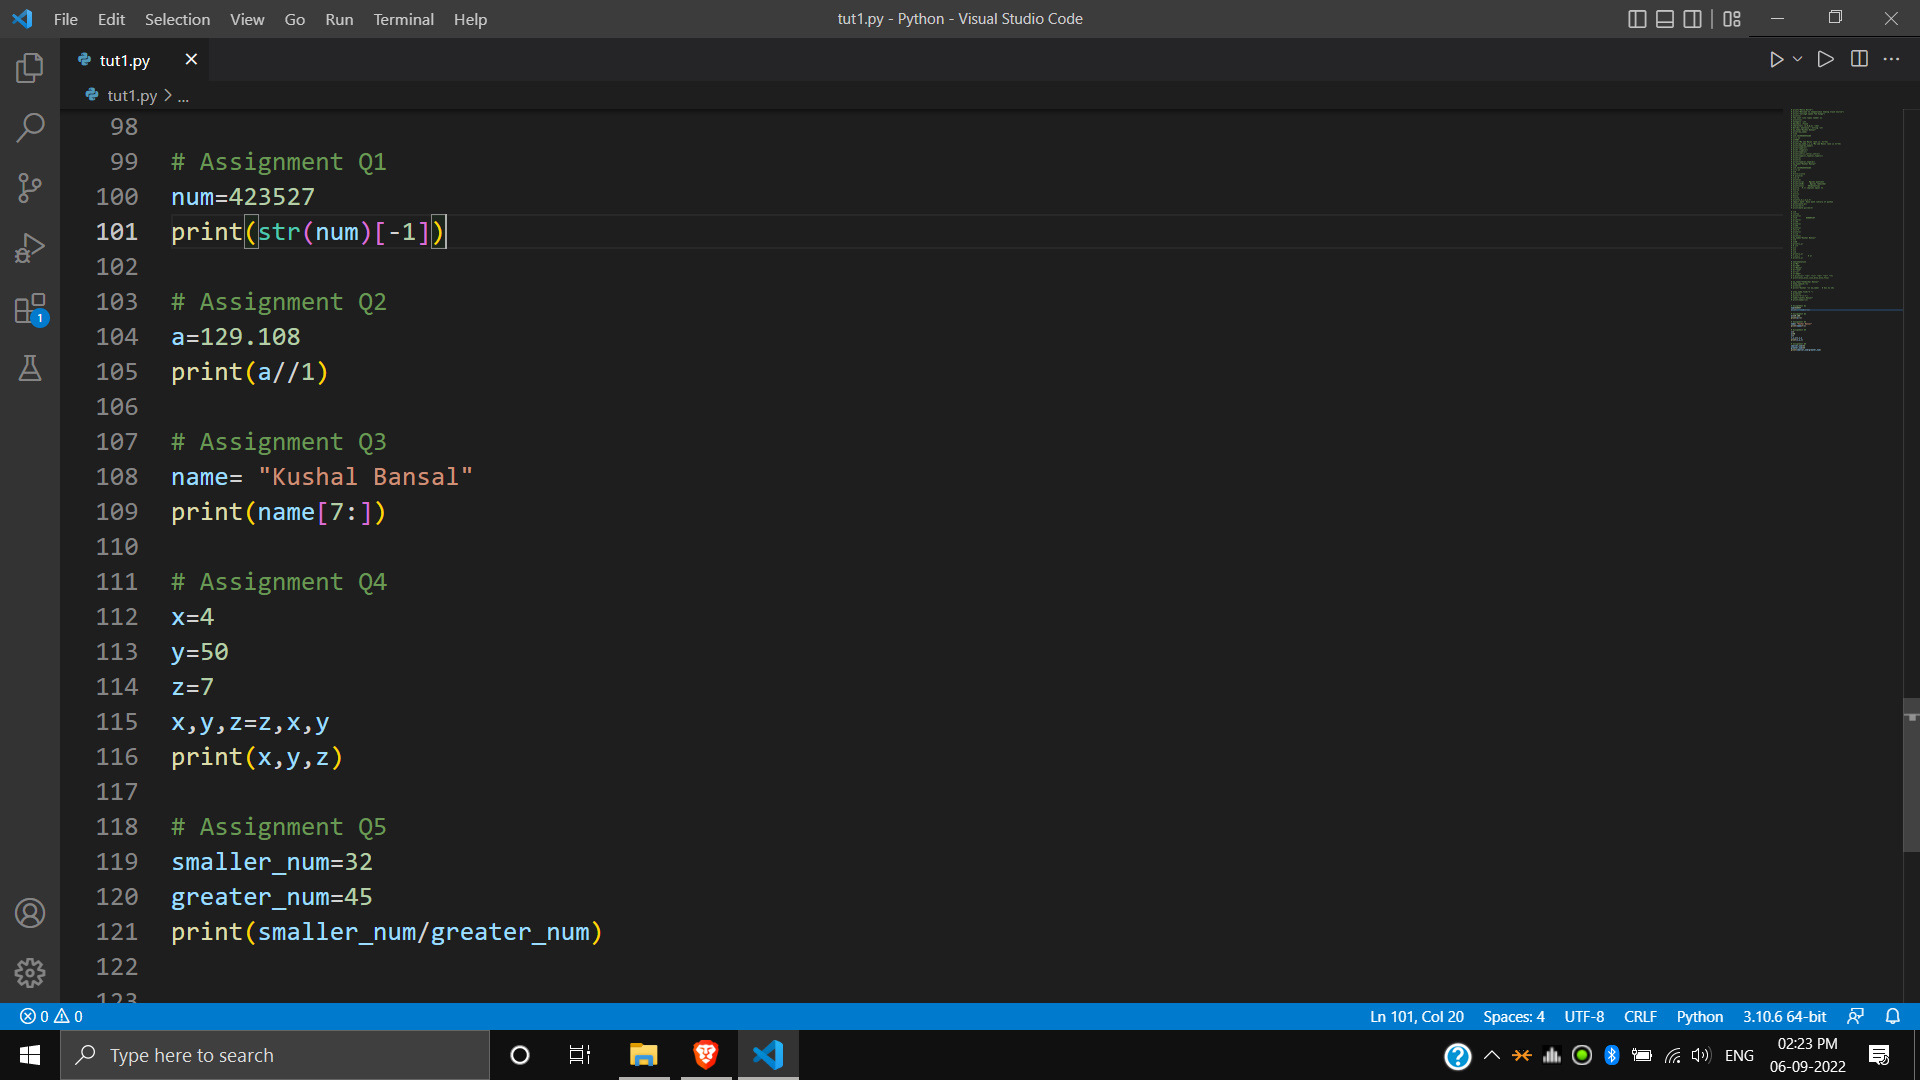 File Edit Selection View Go Run Terminal Help
tut1.py - Python - Visual Studio Code
tut1.py
tut1.py > ...
98
99 # Assignment Q1
100 num=423527
101 print(str(num)[-1])
102
103 # Assignment Q2
104 a=129.108
105 print(a//1)
106
107 # Assignment Q3
108 name= "Kushal Bansal"
109 print(name[7:])
110
111 # Assignment Q4
112 x=4
113 y=50
114 z=7
115 x,y,z=z,x,y
116 print(x,y,z)
117
118 # Assignment Q5
119 smaller_num=32
120 greater_num=45
121 print(smaller_num/greater_num)
122
123
1
0 0
Ln 101, Col 20 Spaces: 4 UTF-8 CRLF Python 3.10.6 64-bit
Type here to search
ENG
02:23 PM
06-09-2022